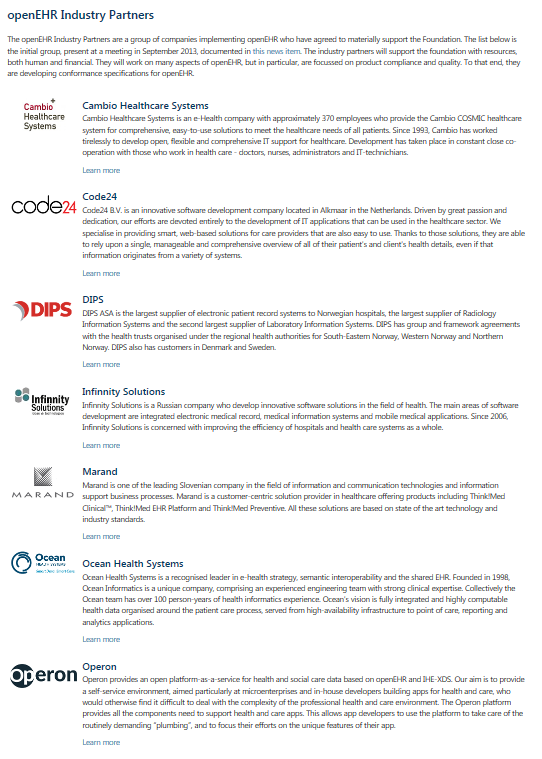 openEHR Industry Partners
The openEHR Industry Partners are a group of companies implementing openEHR who have agreed to materially support the Foundation. The list below is
the initial group, present at a meeting in September 2013, documented in this news item. The industry partners will support the foundation with resources,
both human and financial. They will work on many aspects of openEHR, but in particular, are focussed on product compliance and quality. To that end, they
are developing conformance specifications for openEHR.
Cambio+
Healthcare
Systems
Cambio Healthcare Systems
Cambio Healthcare Systems is an e-Health company with approximately 370 employees who provide the Cambio COSMIC healthcare
system for comprehensive, easy-to-use solutions to meet the healthcare needs of all patients. Since 1993, Cambio has worked
tirelessly to develop open, flexible and comprehensive IT support for healthcare. Development has taken place in constant close co-
operation with those who work in health care - doctors, nurses, administrators and IT-technichians.
Learn more
code24
Code24
Code24 B.V. is an innovative software development company located in Alkmaar in the Netherlands. Driven by great passion and
dedication, our efforts are devoted entirely to the development of IT applications that can be used in the healthcare sector. We
specialise in providing smart, web-based solutions for care providers that are also easy to use. Thanks to those solutions, they are able
to rely upon a single, manageable and comprehensive overview of all of their patient's and client's health details, even if that
information originates from a variety of systems.
Learn more
DIPS
DIPS
DIPS ASA is the largest supplier of electronic patient record systems to Norwegian hospitals, the largest supplier of Radiology
Information Systems and the second largest supplier of Laboratory Information Systems. DIPS has group and framework agreements
with the health trusts organised under the regional health authorities for South-Eastern Norway, Western Norway and Northern
Norway. DIPS also has customers in Denmark and Sweden.
Learn more
Infinnity
Solutions
Infinnity Solutions
Infinnity Solutions is a Russian company who develop innovative software solutions in the field of health. The main areas of software
development are integrated electronic medical record, medical information systems and mobile medical applications. Since 2006,
Infinnity Solutions is concerned with improving the efficiency of hospitals and health care systems as a whole.
Learn more
MARAND
Marand
Marand is one of the leading Slovenian company in the field of information and communication technologies and information
support business processes. Marand is a customer-centric solution provider in healthcare offering products including Think!Med
Clinical™, Think!Med EHR Platform and Think!Med Preventive. All these solutions are based on state of the art technology and
industry standards.
Learn more
Ocean
HEALTH SYSTEMS
Ocean Health Systems
Ocean Health Systems is a recognised leader in e-health strategy, semantic interoperability and the shared EHR. Founded in 1998,
Ocean Informatics is a unique company, comprising an experienced engineering team with strong clinical expertise. Collectively the
Ocean team has over 100 person-years of health informatics experience. Ocean's vision is fully integrated and highly computable
health data organised around the patient care process, served from high-availability infrastructure to point of care, reporting and
analytics applications.
Learn more
operon
Operon
Operon provides an open platform-as-a-service for health and social care data based on openEHR and IHE-XDS. Our aim is to provide
a self-service environment, aimed particularly at microenterprises and in-house developers building apps for health and care, who
would otherwise find it difficult to deal with the complexity of the professional health and care environment. The Operon platform
provides all the components need to support health and care apps. This allows app developers to use the platform to take care of the
routinely demanding "plumbing", and to focus their efforts on the unique features of their app.
Learn more